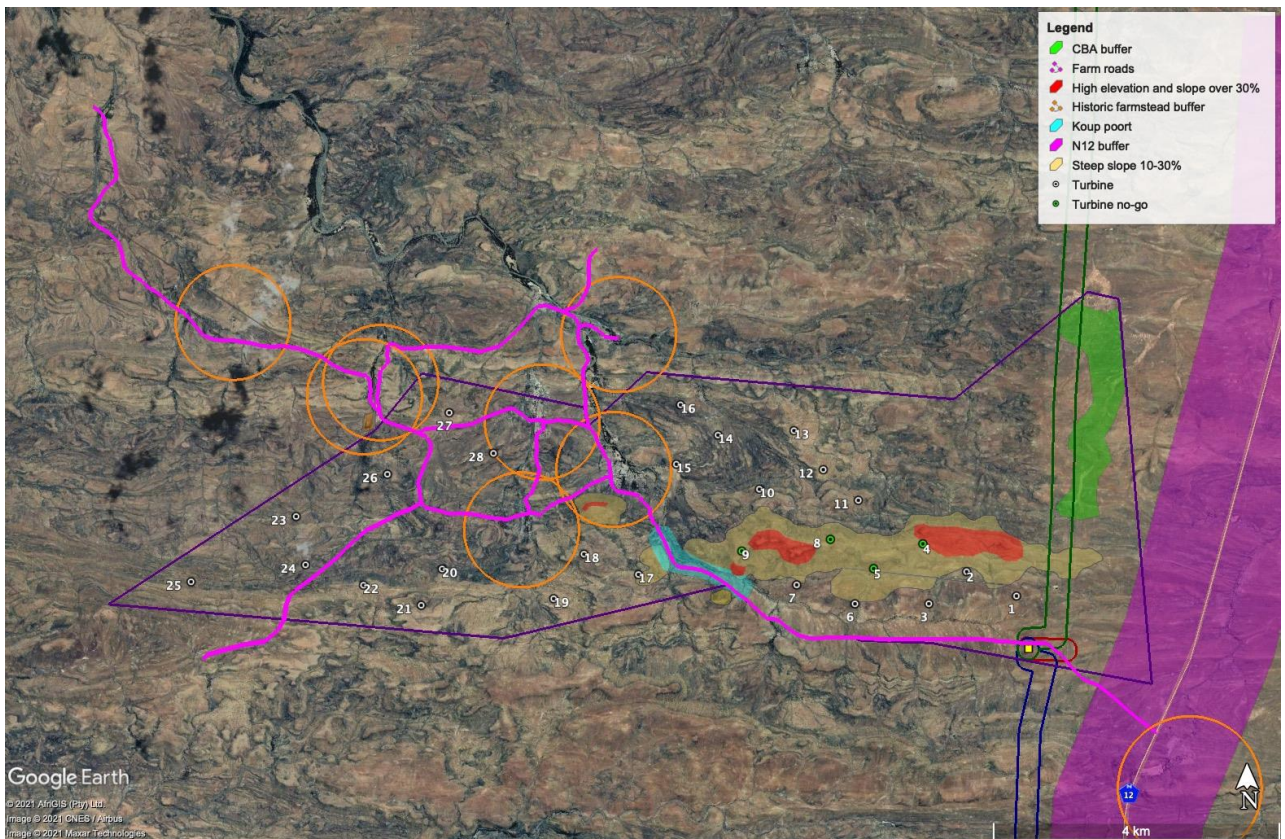 Legend
CBA buffer
Farm roads
High elevation and slope over 30%
Historic farmstead buffer
Koup poort
N12 buffer
Steep slope 10-30%
Turbine
Turbine no-go
16
27
13
14
28
15
12
26
10
11
23
8
4
9
18
24
5
17
20
2
25
22
7
21
19
6
3
1
12
N
4 km
Google Earth
© 2021 AfriGIS (Pty) Ltd.
Image © 2021 CNES / Airbus
Image © 2021 Maxar Technologies